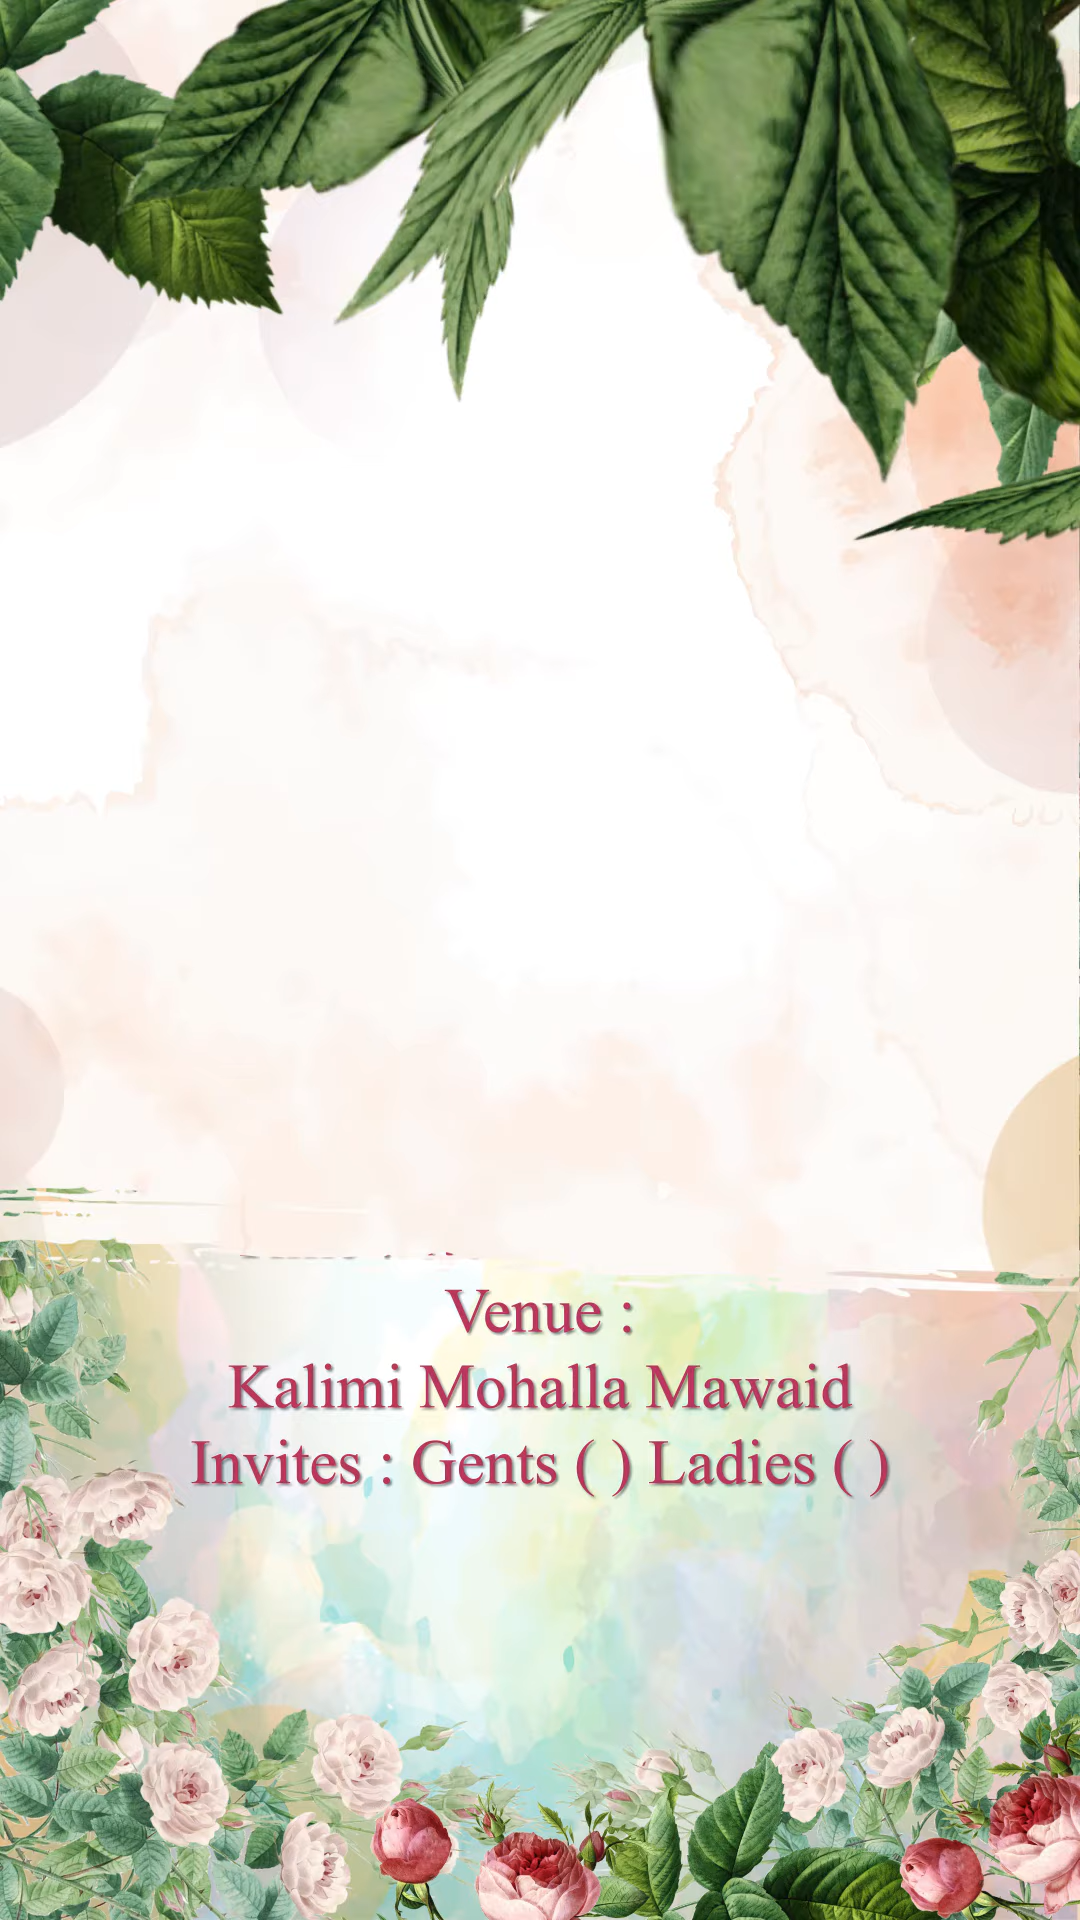 Venue :
Kalimi Mohalla Mawaid
Invites : Gents ( ) Ladies ( )